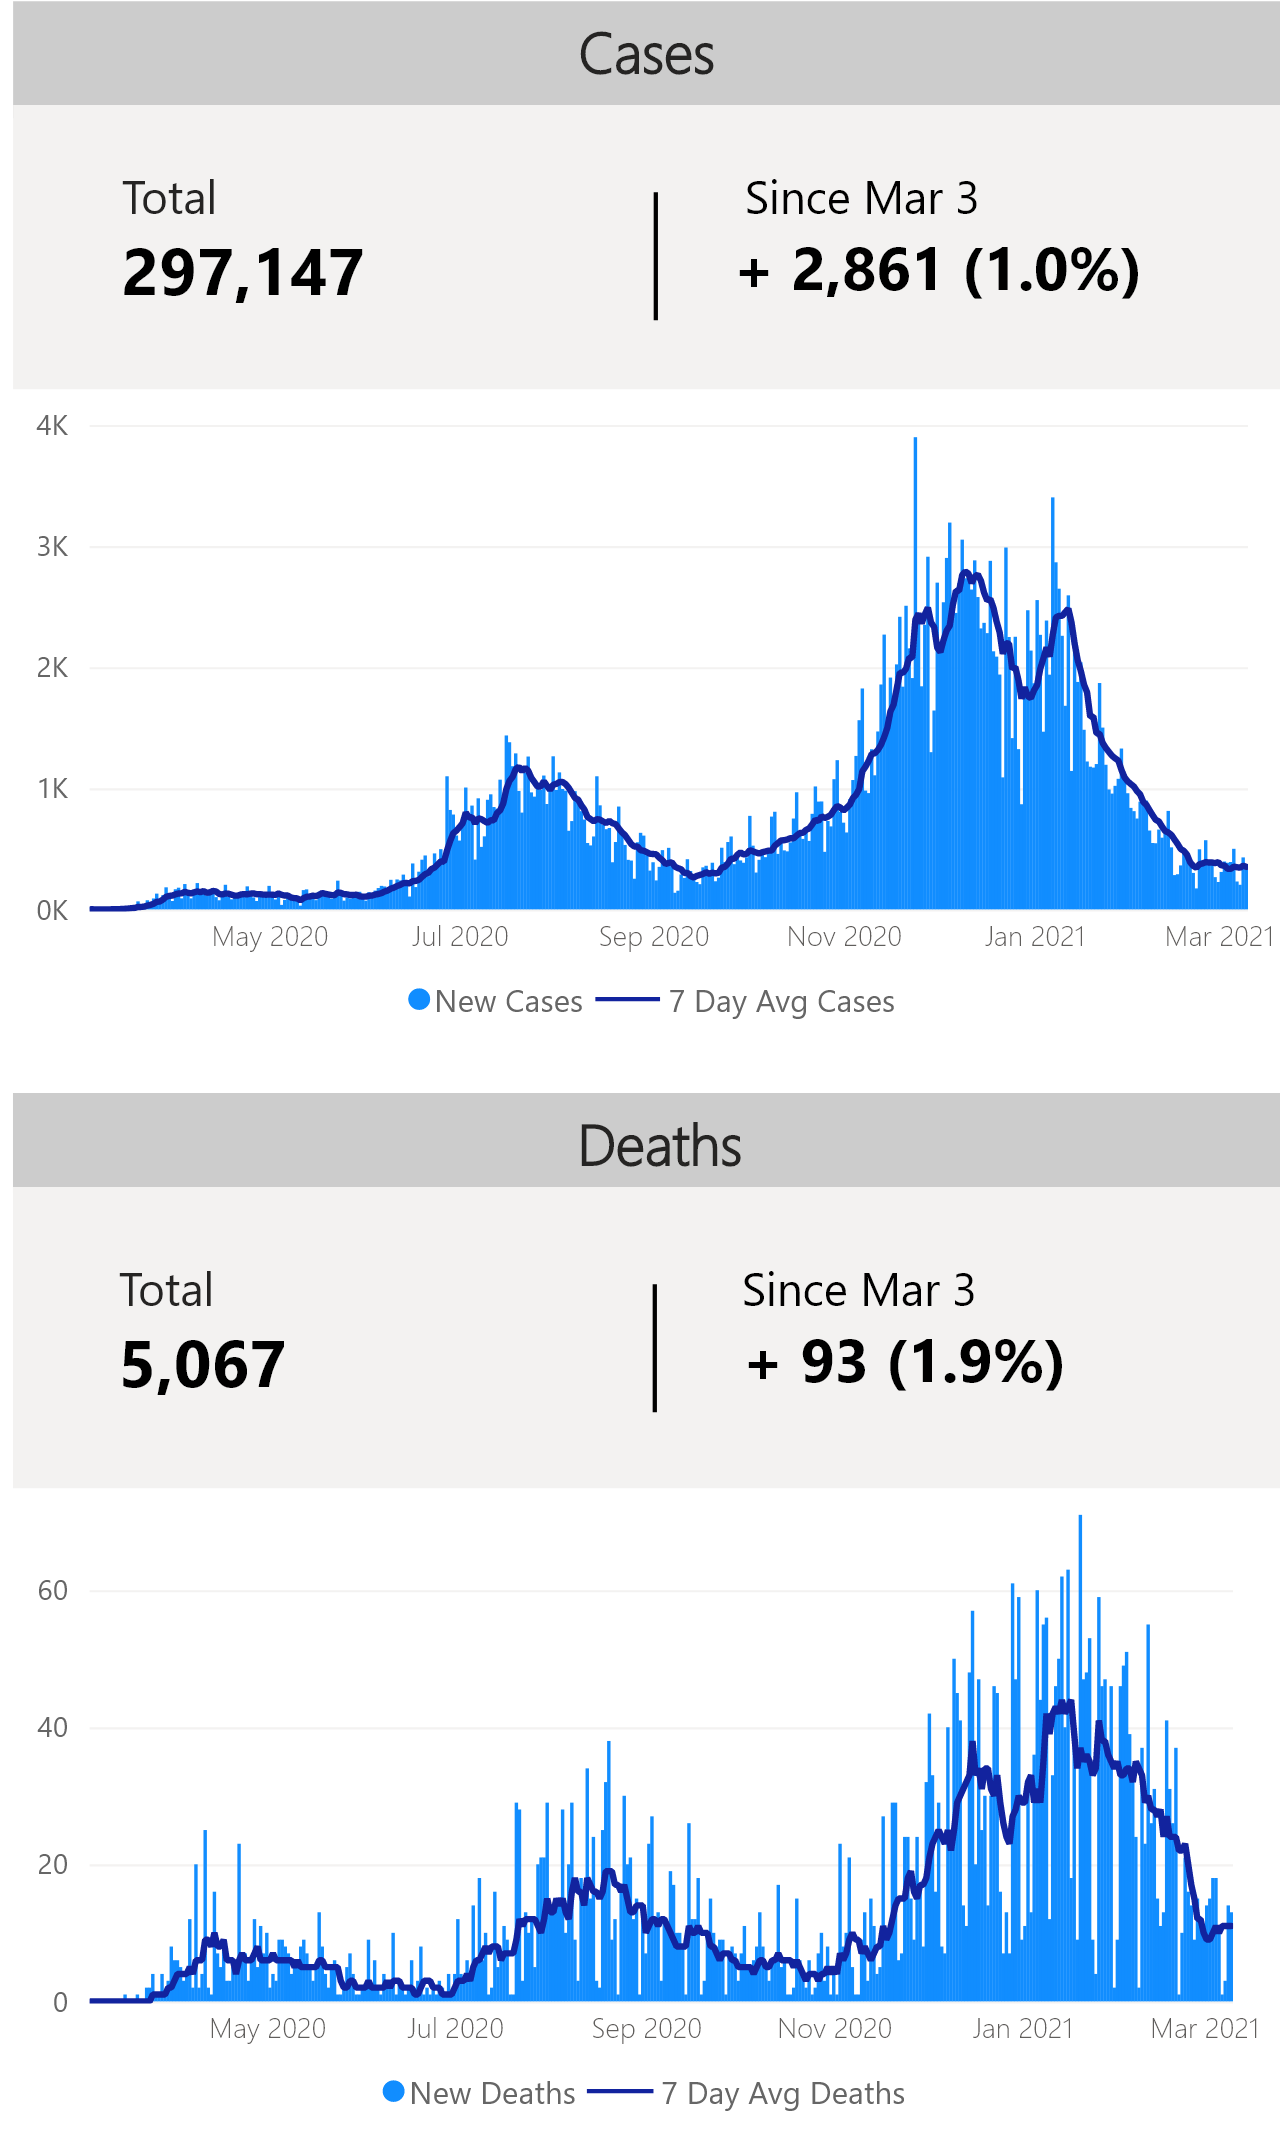 Cases
Total
Since Mar 3
297,147
+ 2,861 (1.0%)
4K
3K
2K
1K
0K
May 2020
Jul 2020
Sep 2020
Nov 2020
Jan 2021
Mar 2021
New Cases
7 Day Avg Cases
Deaths
Total
Since Mar 3
5,067
+ 93 (1.9%)
60
40
20
0
May 2020
Jul 2020
Sep 2020
Nov 2020
Jan 2021
Mar 2021
New Deaths
7 Day Avg Deaths